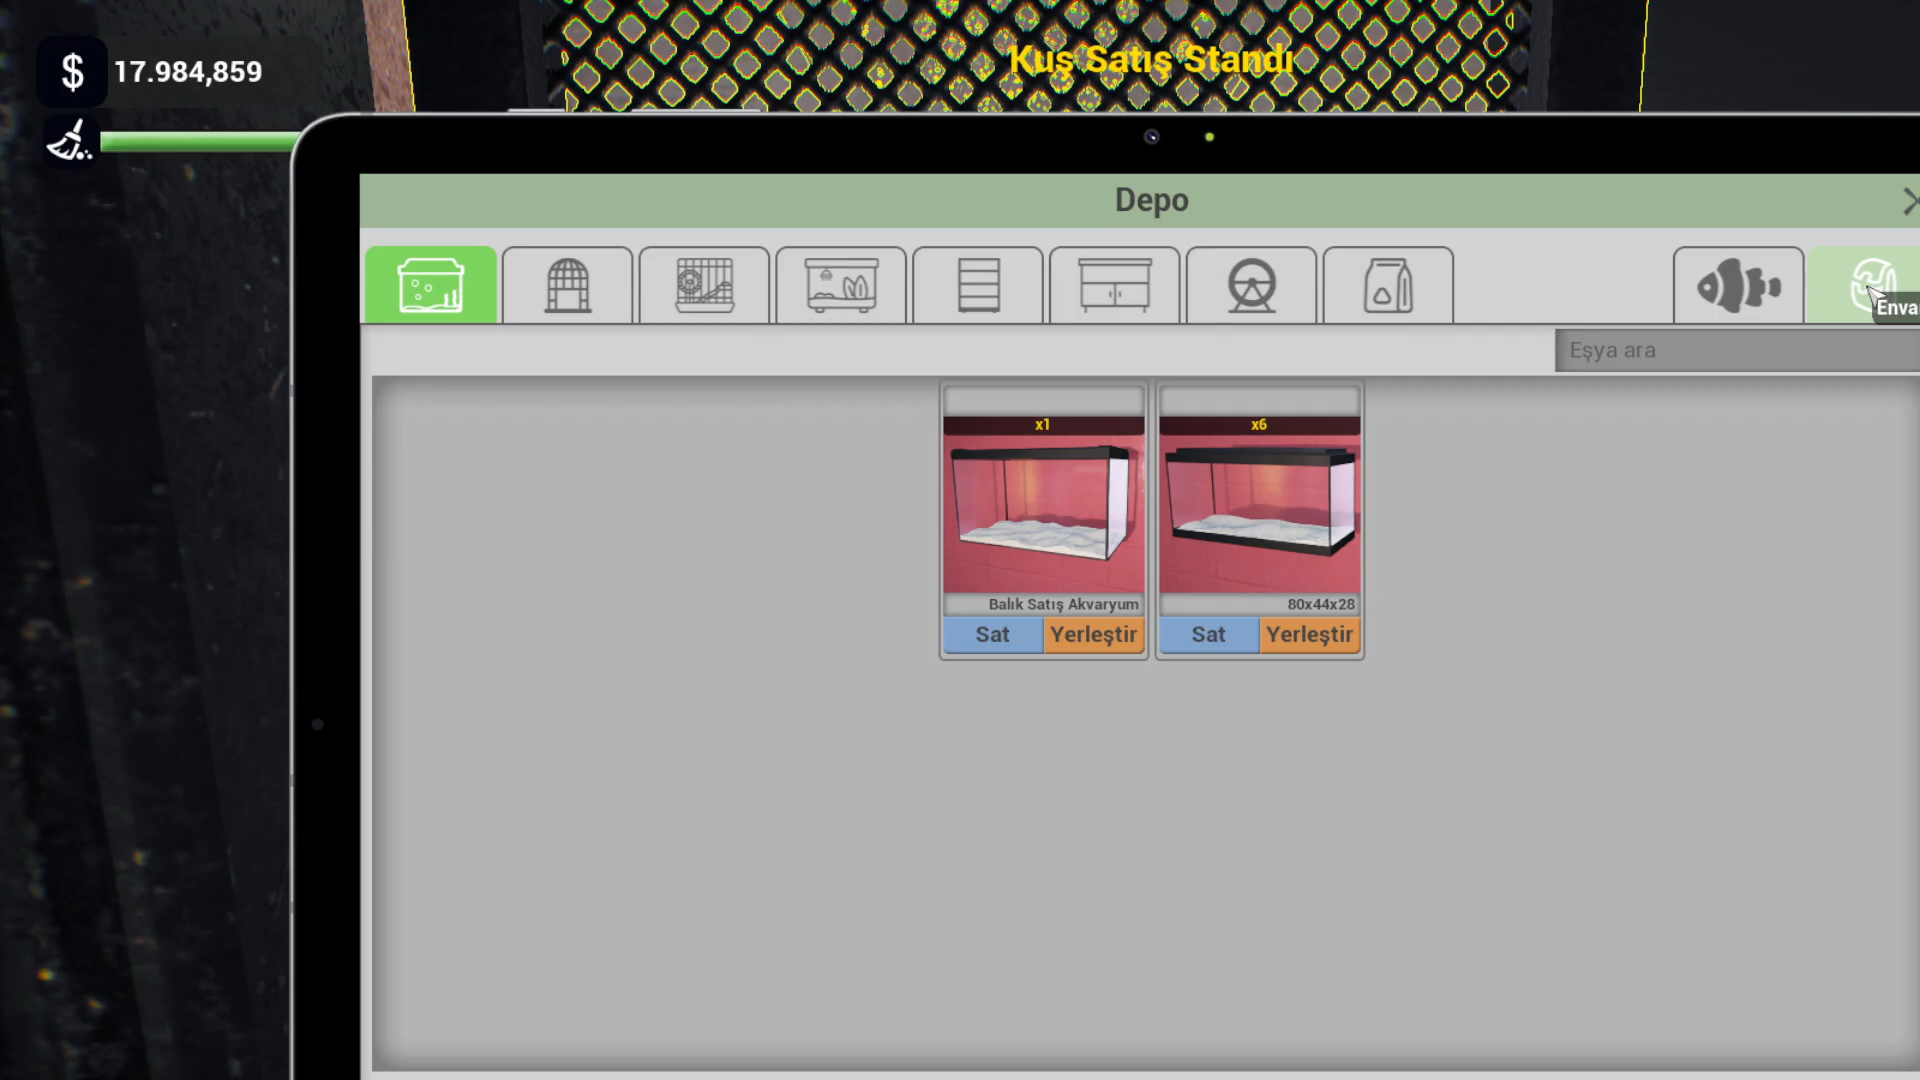 $ 17.984,859
Kuş Satış Standı
Depo
Enva
Eşya ara
x1
x6
Balık Satış Akvaryum
80x44x28
Sat
Yerleştir
Sat
Yerleştir